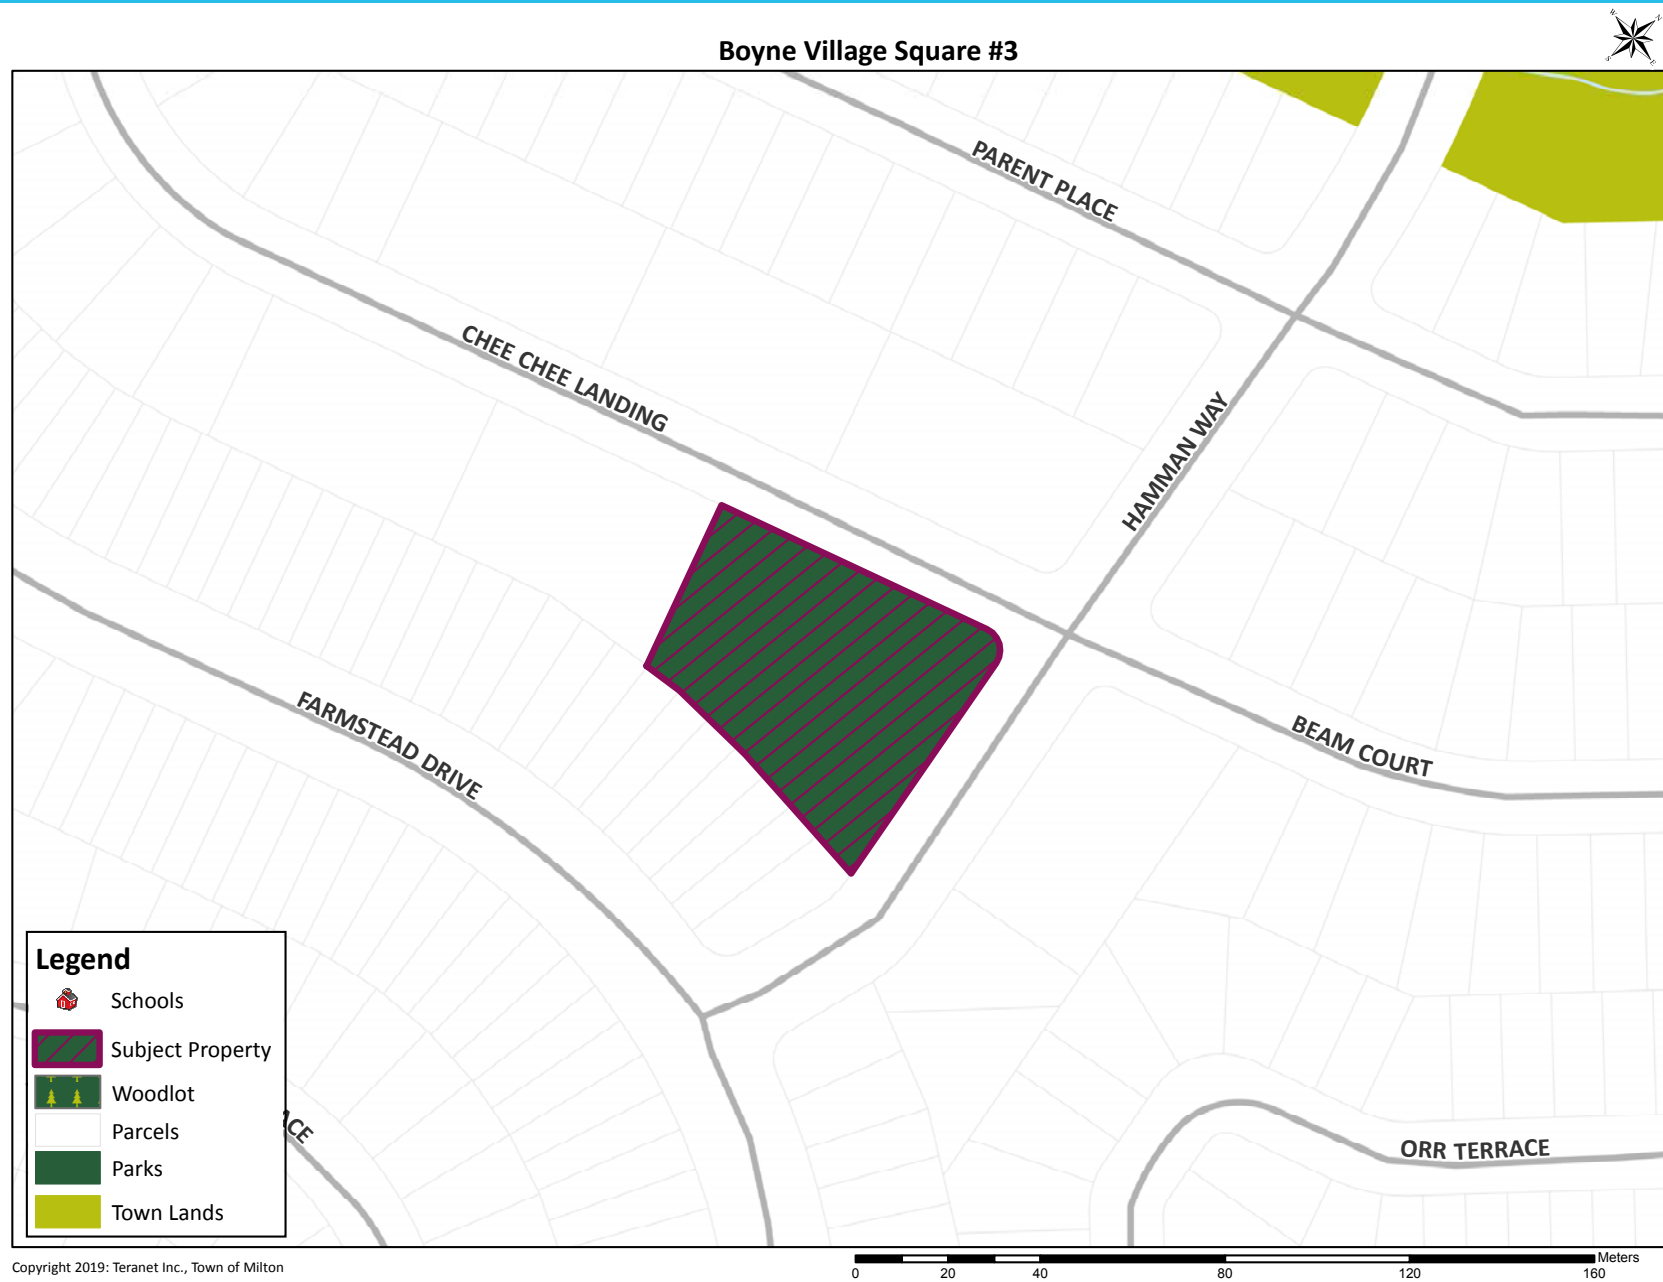 Boyne Village Square #3
W
N
S
E
PARENT PLACE
CHEE CHEE LANDING
HAMMAN WAY
FARMSTEAD DRIVE
BEAM COURT
ORR TERRACE
ACE
Legend
Schools
Subject Property
Woodlot
Parcels
Parks
Town Lands
Copyright 2019: Teranet Inc., Town of Milton
Meters
0 20 40 80 120 160